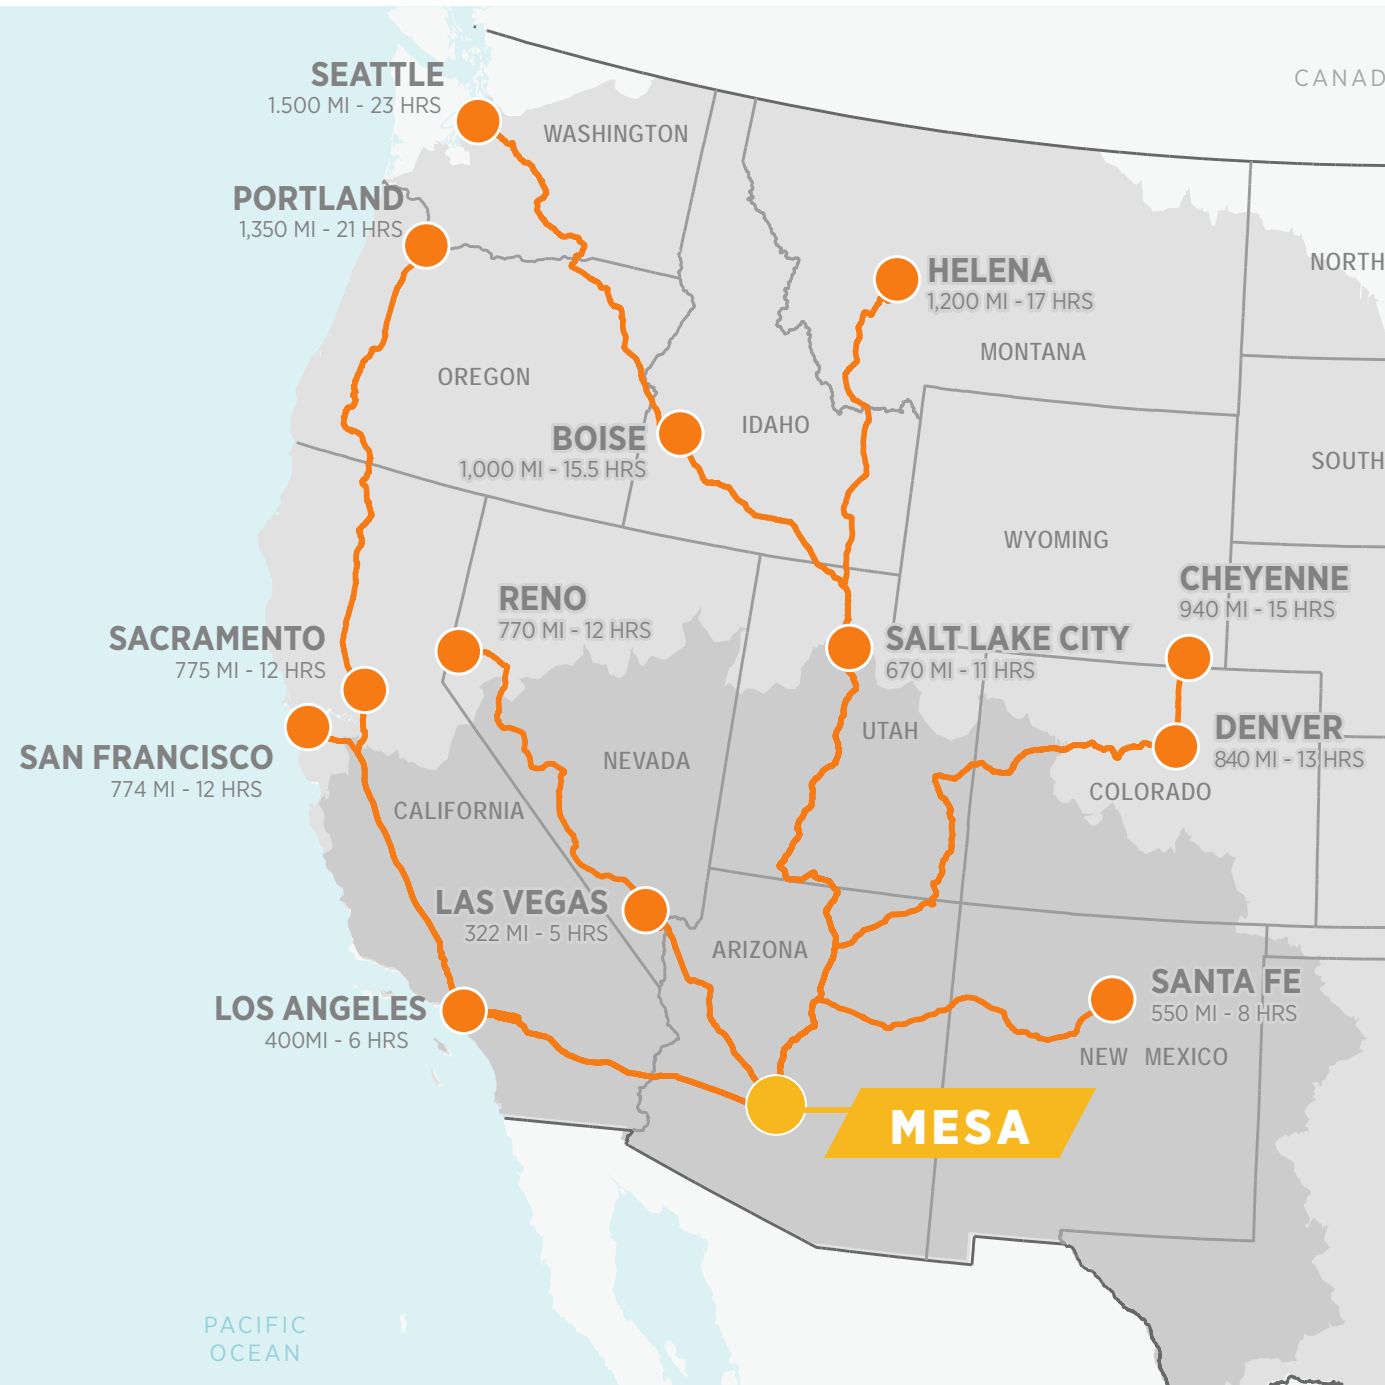 CANAD
SEATTLE
1.500 MI - 23 HRS
WASHINGTON
PORTLAND
1,350 MI - 21 HRS
NORTH
HELENA
1,200 MI - 17 HRS
MONTANA
OREGON
IDAHO
BOISE
1,000 MI - 15.5 HRS
SOUTH
WYOMING
CHEYENNE
940 MI - 15 HRS
RENO
770 MI - 12 HRS
SACRAMENTO
775 MI - 12 HRS
SALT LAKE CITY
670 MI - 11 HRS
UTAH
DENVER
840 MI - 13 HRS
COLORADO
SAN FRANCISCO
774 MI - 12 HRS
NEVADA
CALIFORNIA
LAS VEGAS
322 MI - 5 HRS
ARIZONA
SANTA FE
550 MI - 8 HRS
NEW MEXICO
LOS ANGELES
400MI - 6 HRS
MESA
PACIFIC
OCEAN